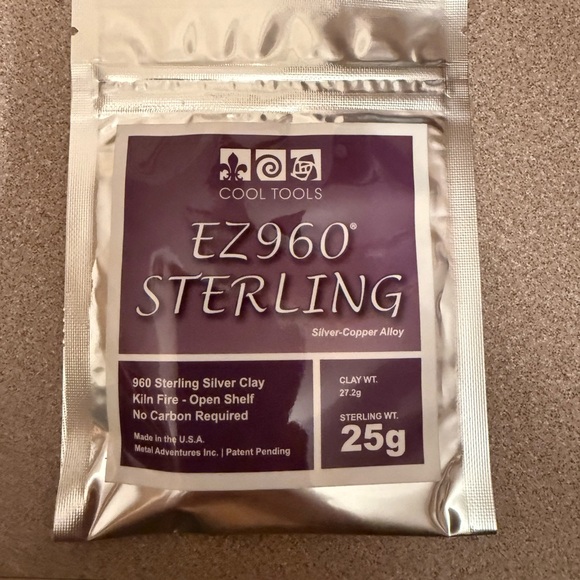 COOL TOOLS
EZ960®
STERLING
Silver-Copper Alloy
960 Sterling Silver Clay
Kiln Fire - Open Shelf
No Carbon Required
Made in the U.S.A.
Metal Adventures Inc. | Patent Pending
CLAY WT.
27.2g
STERLING WT.
25g